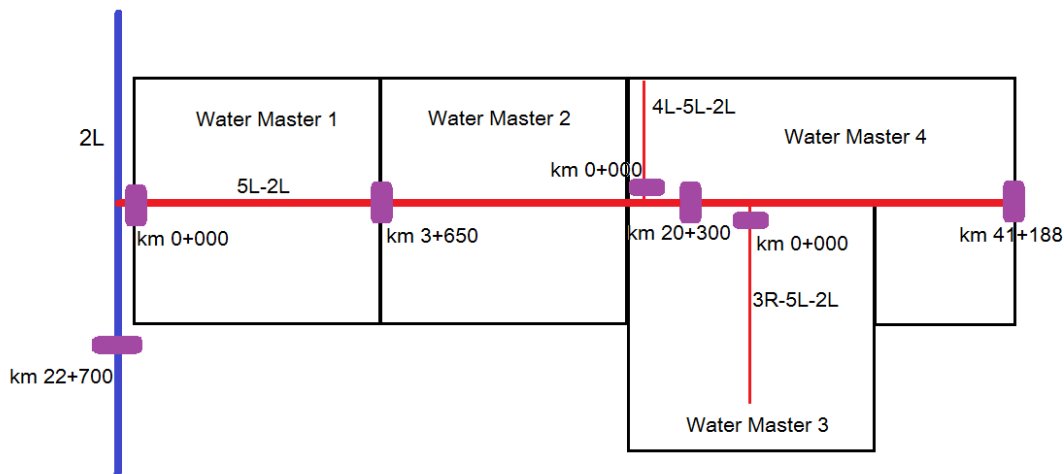 Water Master 1
Water Master 2
4L-5L-2L
Water Master 4
2L
km 0+000
5L-2L
km 0+000
km 3+650
km 20+300
km 0+000
km 41+188
3R-5L-2L
km 22+700
Water Master 3